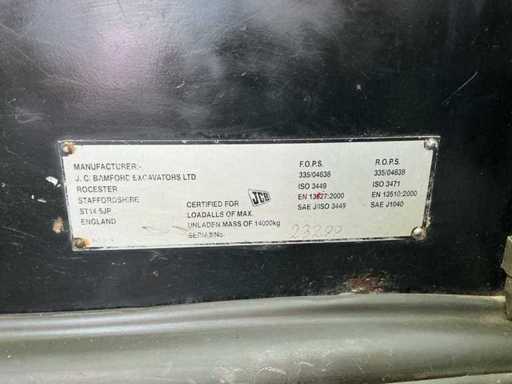 MANUFACTURER:-
J. C. BAMFORD EXCAVATORS LTD
ROCESTER
STAFFORDSHIRE
ST14 5JP
ENGLAND
JCB
CERTIFIED FOR
LOADALLS OF MAX.
UNLADEN MASS OF 14000kg
SERIAL No.
F.O.P.S.
335/04638
ISO 3449
EN 13627:2000
SAE J/ISO 3449
R.O.P.S.
335/04638
ISO 3471
EN 13510:2000
SAE J1040